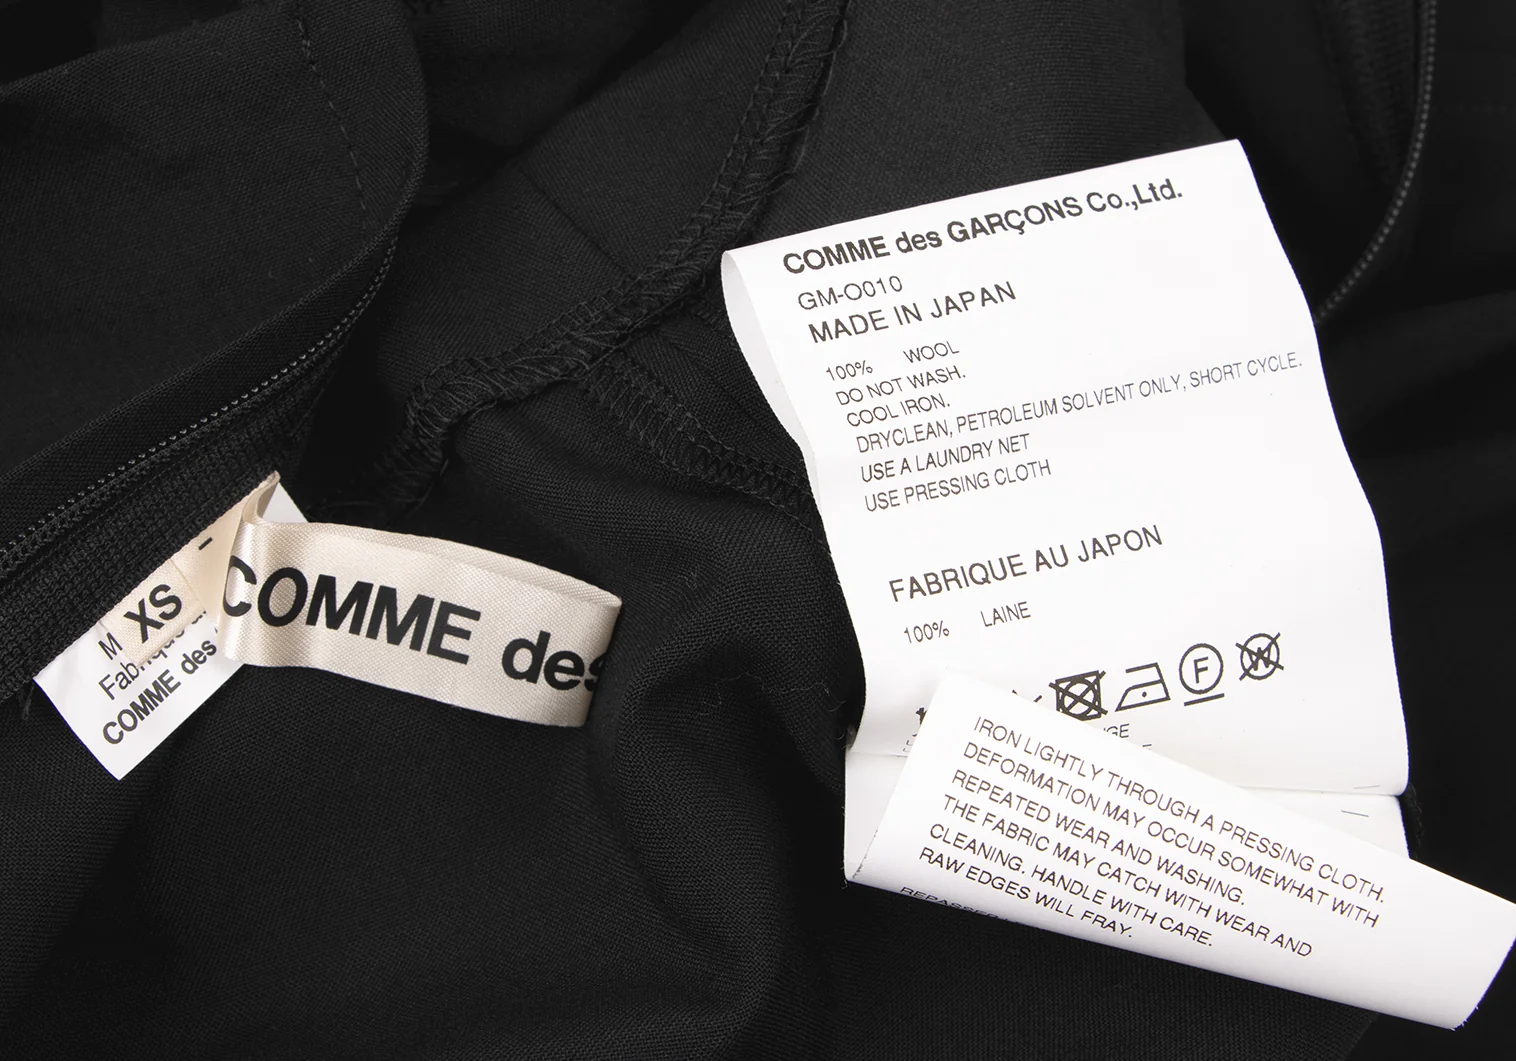 COMME des GARÇONS Co.,Ltd.
GM-O010
MADE IN JAPAN
100% WOOL
DO NOT WASH.
COOL IRON.
DRYCLEAN, PETROLEUM SOLVENT ONLY, SHORT CYCLE.
USE A LAUNDRY NET
USE PRESSING CLOTH
FABRIQUE AU JAPON
100% LAINE
F
W
XS
-
COMME des
M
COMME des
IRON LIGHTLY THROUGH A PRESSING CLOTH.
DEFORMATION MAY OCCUR SOMEWHAT WITH
REPEATED WEAR AND WASHING.
THE FABRIC MAY CATCH WITH WEAR AND
CLEANING. HANDLE WITH CARE.
RAW EDGES WILL FRAY.